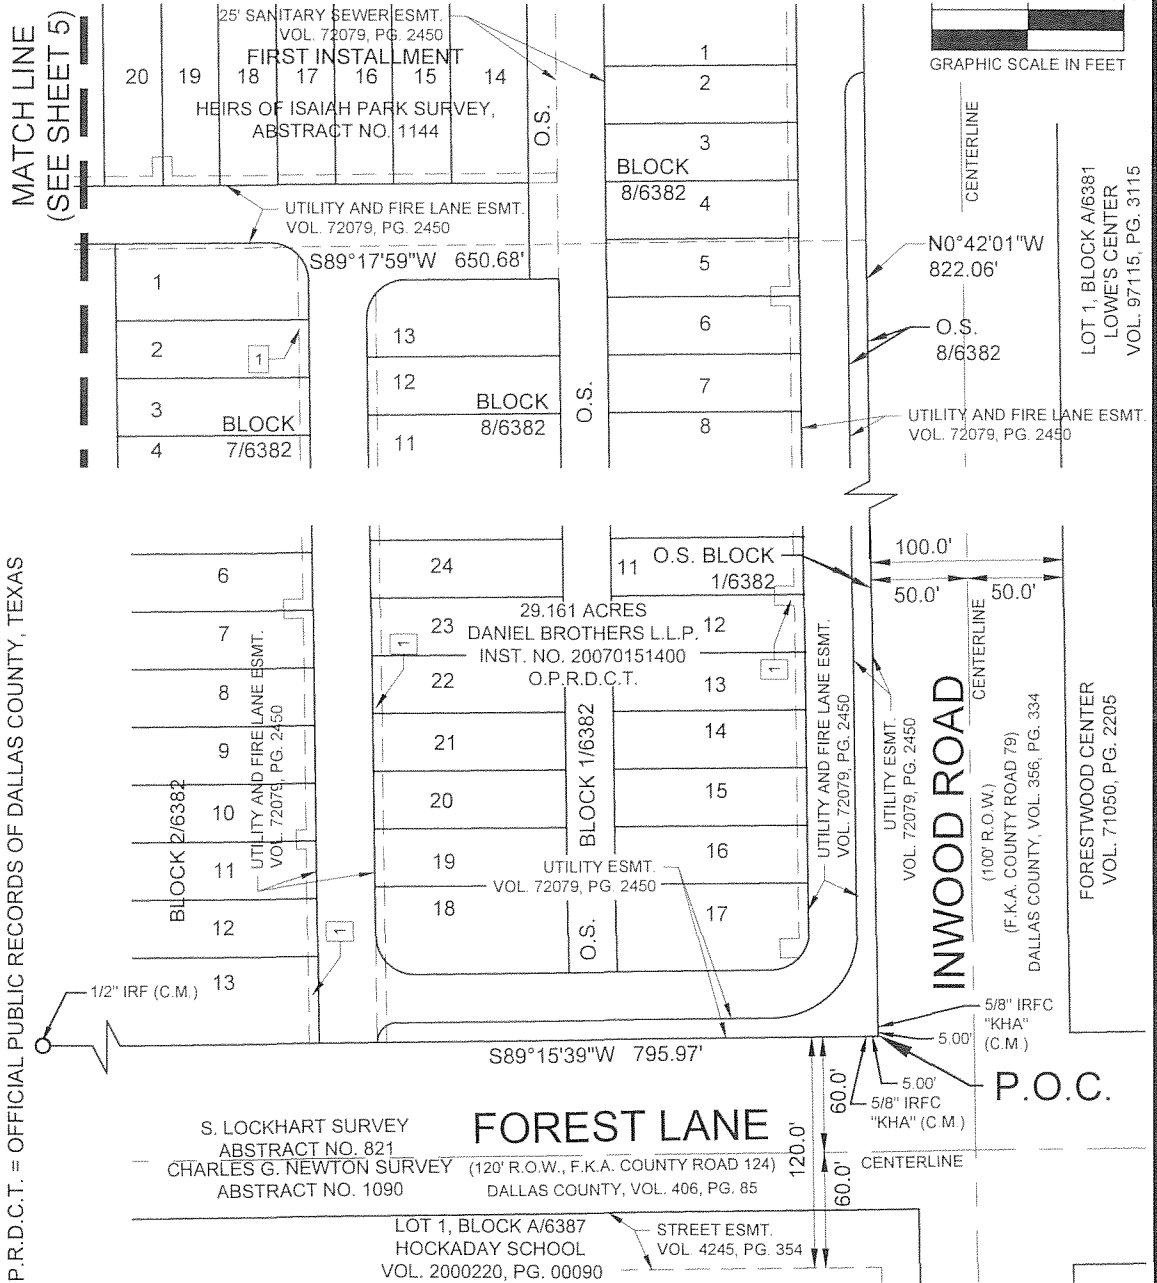 MATCH LINE
(SEE SHEET 5)
25' SANITARY SEWER ESMT.
VOL. 72079, PG. 2450
FIRST INSTALLMENT
20 19 18 17 16 15 14
HEIRS OF ISAIAH PARK SURVEY,
ABSTRACT NO. 1144
O.S.
UTILITY AND FIRE LANE ESMT.
VOL. 72079, PG. 2450
S89°17'59"W 650.68'
1
2
3
4
BLOCK
7/6382
1
13
12
11
BLOCK
8/6382
O.S.
1
2
3
BLOCK
8/6382
4
5
6
7
8
GRAPHIC SCALE IN FEET
CENTERLINE
N0°42'01"W
822.06'
O.S.
8/6382
UTILITY AND FIRE LANE ESMT.
VOL. 72079, PG. 2450
LOT 1, BLOCK A/6381
LOWE'S CENTER
VOL. 97115, PG. 3115
P.R.D.C.T. = OFFICIAL PUBLIC RECORDS OF DALLAS COUNTY, TEXAS
6
7
8
9
10
11
12
13
BLOCK 2/6382
UTILITY AND FIRE LANE ESMT.
VOL. 72079, PG. 2450
1
1
24
23
22
21
20
19
18
29.161 ACRES
DANIEL BROTHERS L.L.P.
INST. NO. 20070151400
O.P.R.D.C.T.
O.S. BLOCK 1/6382
UTILITY ESMT.
VOL. 72079, PG. 2450
11
12
13
14
15
16
17
1
O.S. BLOCK
1/6382
UTILITY AND FIRE LANE ESMT.
VOL. 72079, PG. 2450
UTILITY ESMT.
VOL. 72079, PG. 2450
100.0'
50.0' 50.0'
CENTERLINE
INWOOD ROAD
(100' R.O.W.)
(F.K.A. COUNTY ROAD 79)
DALLAS COUNTY, VOL. 356, PG. 334
FORESTWOOD CENTER
VOL. 71050, PG. 2205
1/2" IRF (C.M.)
S89°15'39"W 795.97'
5/8" IRFC
"KHA"
(C.M.)
5.00'
5.00'
5/8" IRFC
"KHA" (C.M.)
P.O.C.
S. LOCKHART SURVEY
ABSTRACT NO. 821
CHARLES G. NEWTON SURVEY
ABSTRACT NO. 1090
FOREST LANE
(120' R.O.W., F.K.A. COUNTY ROAD 124)
DALLAS COUNTY, VOL. 406, PG. 85
120.0'
60.0'
60.0'
CENTERLINE
LOT 1, BLOCK A/6387
HOCKADAY SCHOOL
VOL. 2000220, PG. 00090
STREET ESMT.
VOL. 4245, PG. 354